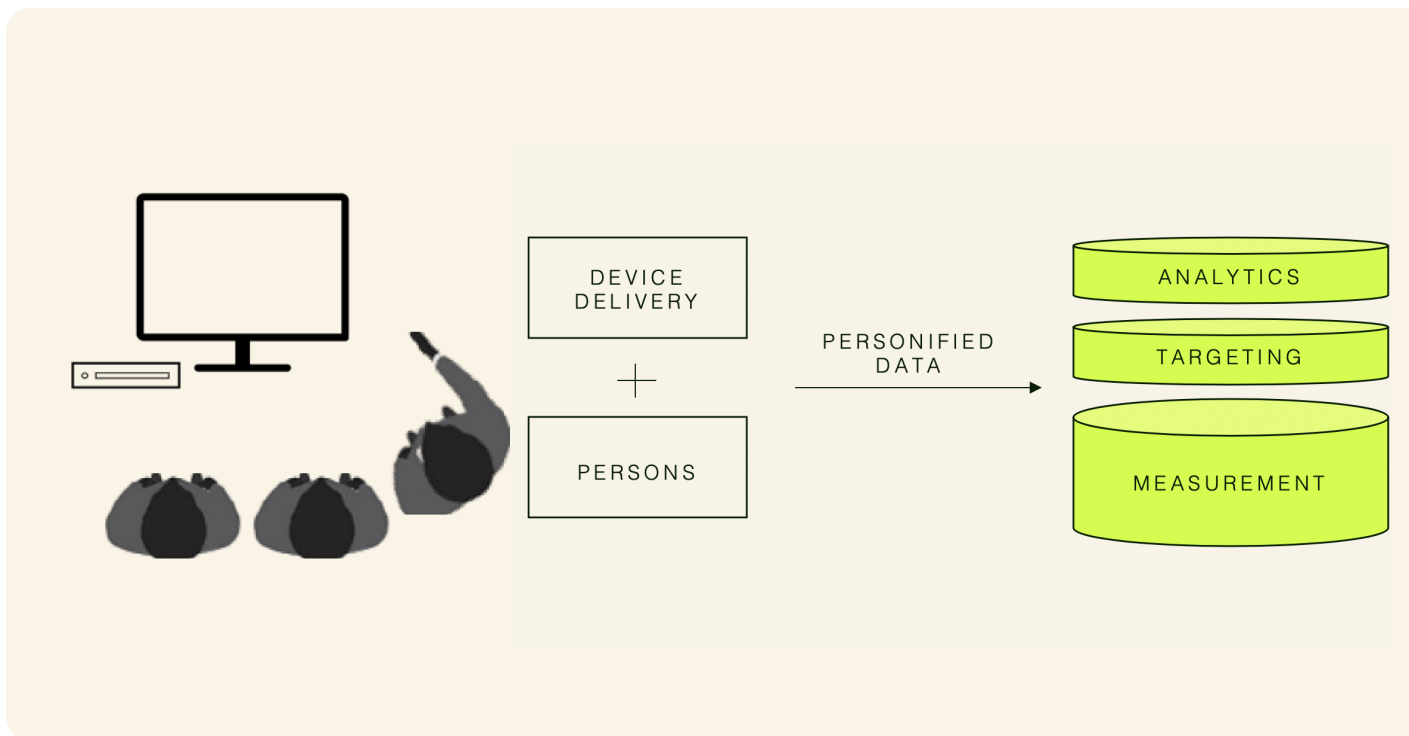 DEVICE
DELIVERY
PERSONS
PERSONIFIED
DATA
ANALYTICS
TARGETING
MEASUREMENT